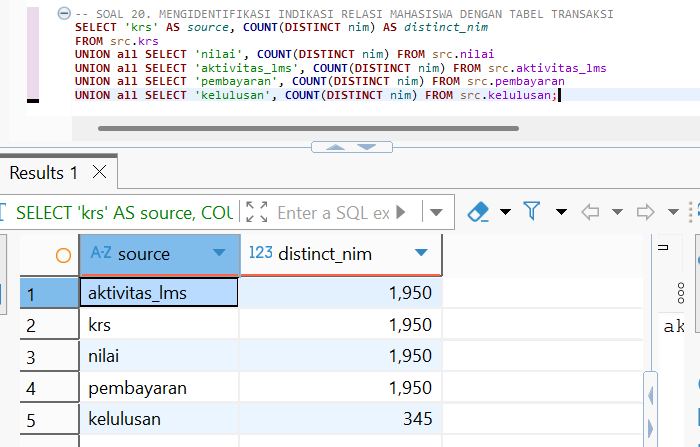 -- SOAL 20. MENGIDENTIFIKASI INDIKASI RELASI MAHASISWA DENGAN TABEL TRANSAKSI
SELECT 'krs' AS source, COUNT(DISTINCT nim) AS distinct_nim
FROM src.krs
UNION all SELECT 'nilai', COUNT(DISTINCT nim) FROM src.nilai
UNION all SELECT 'aktivitas_lms', COUNT(DISTINCT nim) FROM src.aktivitas_lms
UNION all SELECT 'pembayaran', COUNT(DISTINCT nim) FROM src.pembayaran
UNION all SELECT 'kelulusan', COUNT(DISTINCT nim) FROM src.kelulusan;
Results 1
T SELECT 'krs' AS source, COU Enter a SQL ex
A-Z source 123 distinct_nim
1 aktivitas_lms 1,950
2 krs 1,950 ak
3 nilai 1,950
4 pembayaran 1,950
5 kelulusan 345